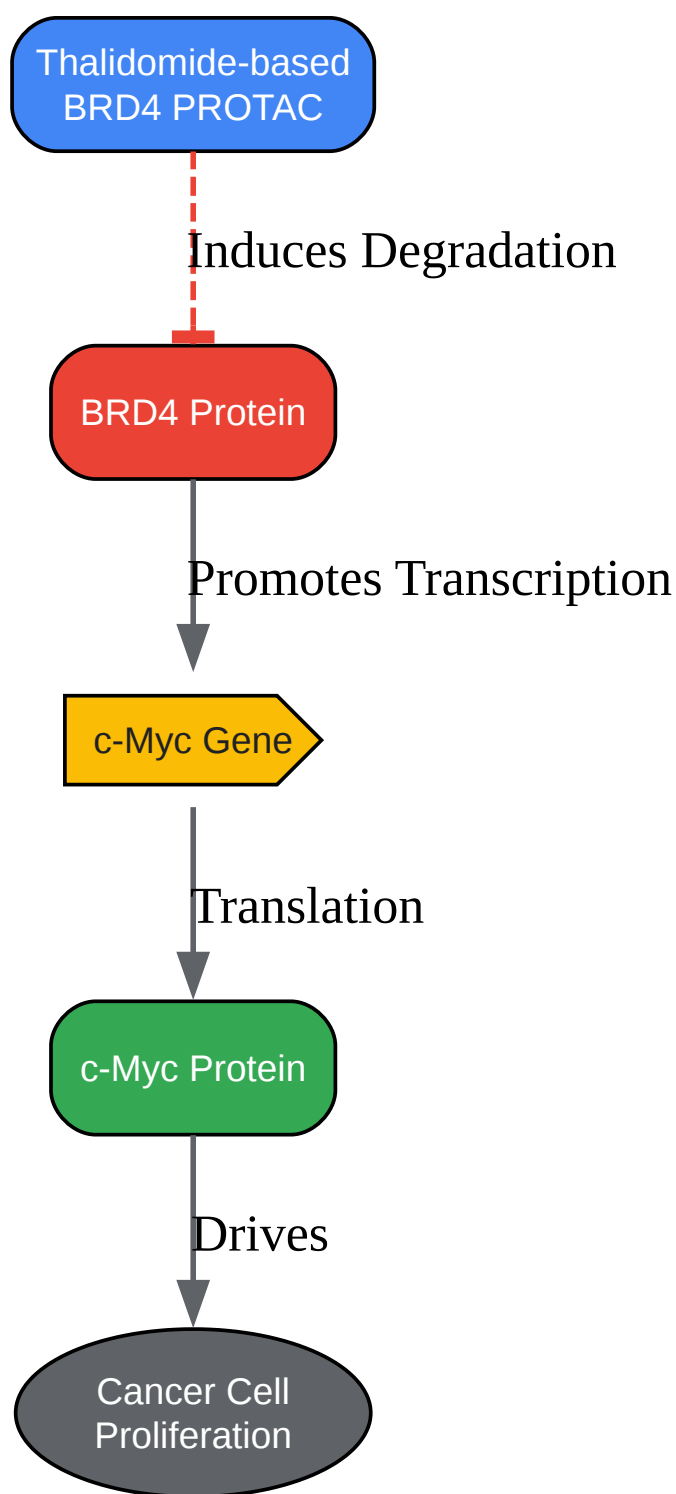 Thalidomide-based
BRD4 PROTAC
Induces Degradation
BRD4 Protein
Promotes Transcription
c-Myc Gene
Translation
c-Myc Protein
Drives
Cancer Cell
Proliferation